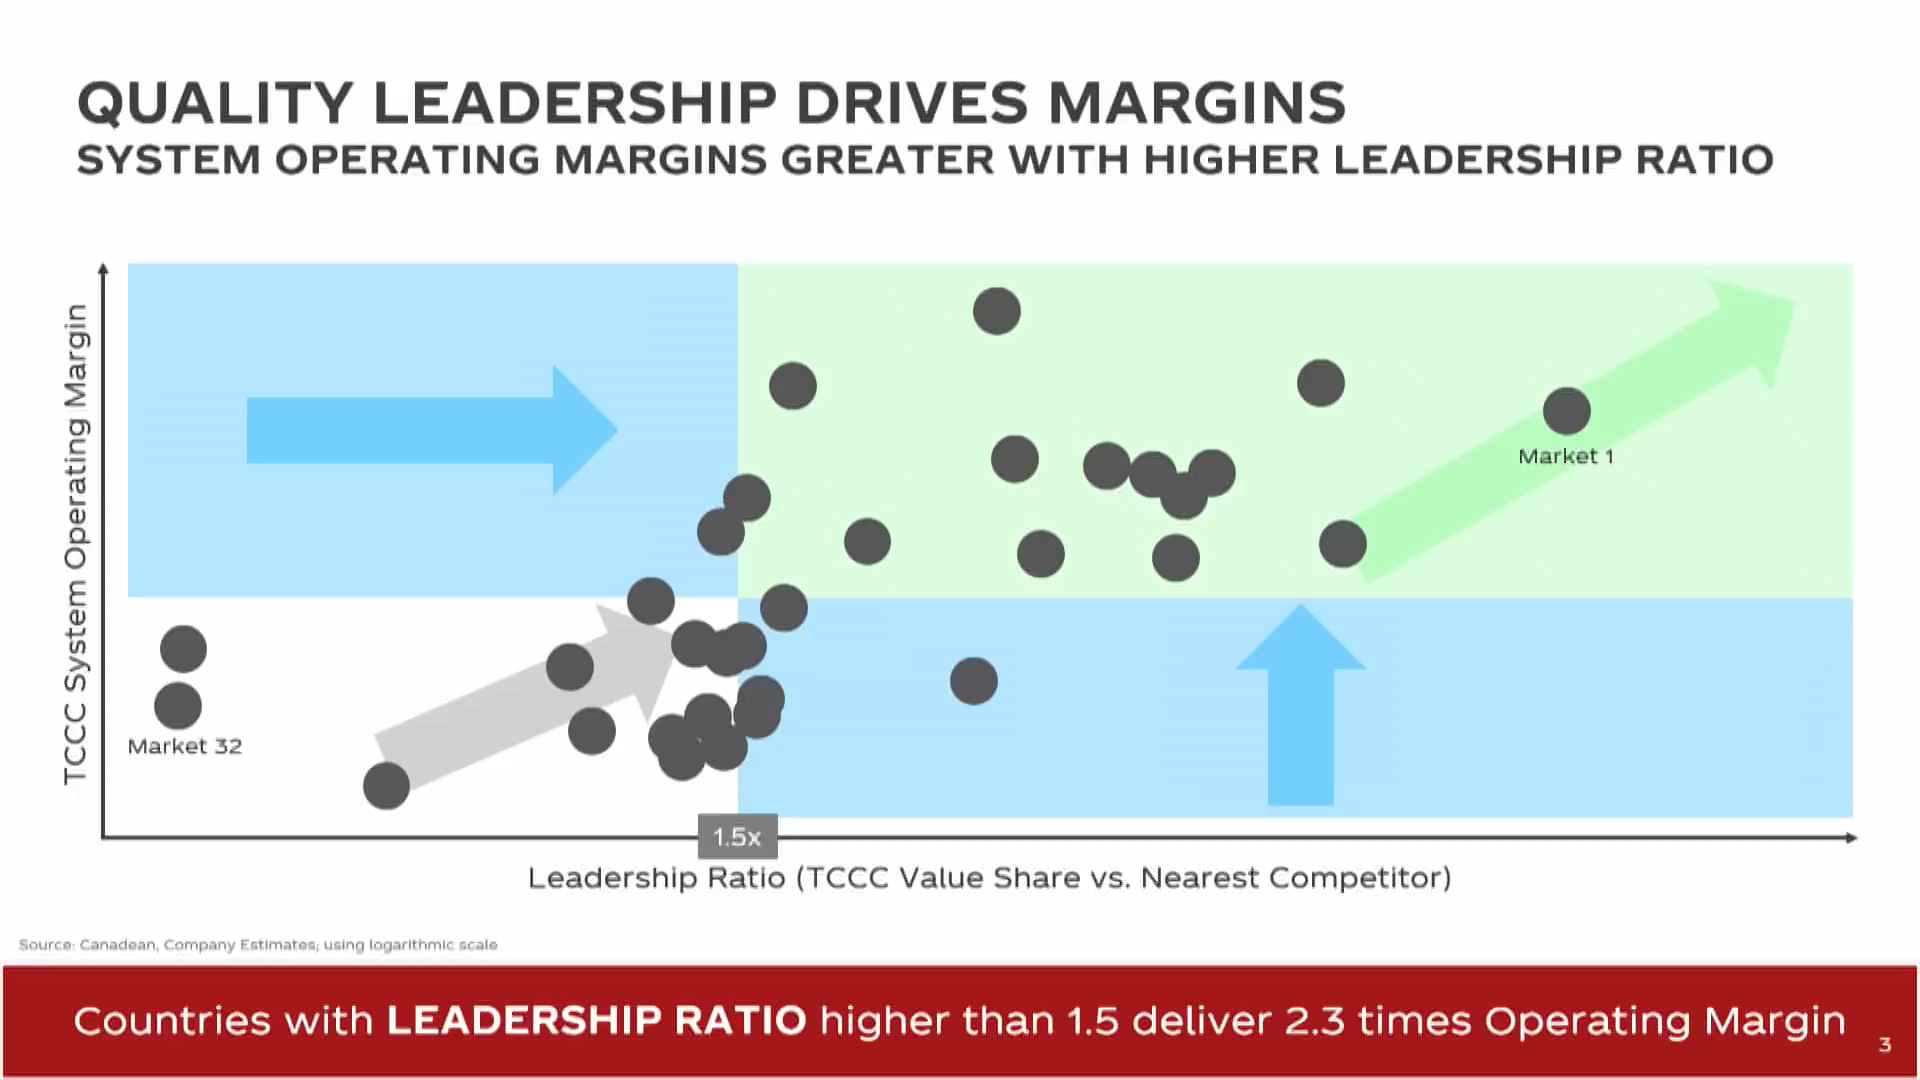 QUALITY LEADERSHIP DRIVES MARGINS
SYSTEM OPERATING MARGINS GREATER WITH HIGHER LEADERSHIP RATIO
TCCC System Operating Margin
Market 1
Market 32
1.5x
Leadership Ratio (TCCC Value Share vs. Nearest Competitor)
Source: Canadean, Company Estimates; using logarithmic scale
Countries with LEADERSHIP RATIO higher than 1.5 deliver 2.3 times Operating Margin
3